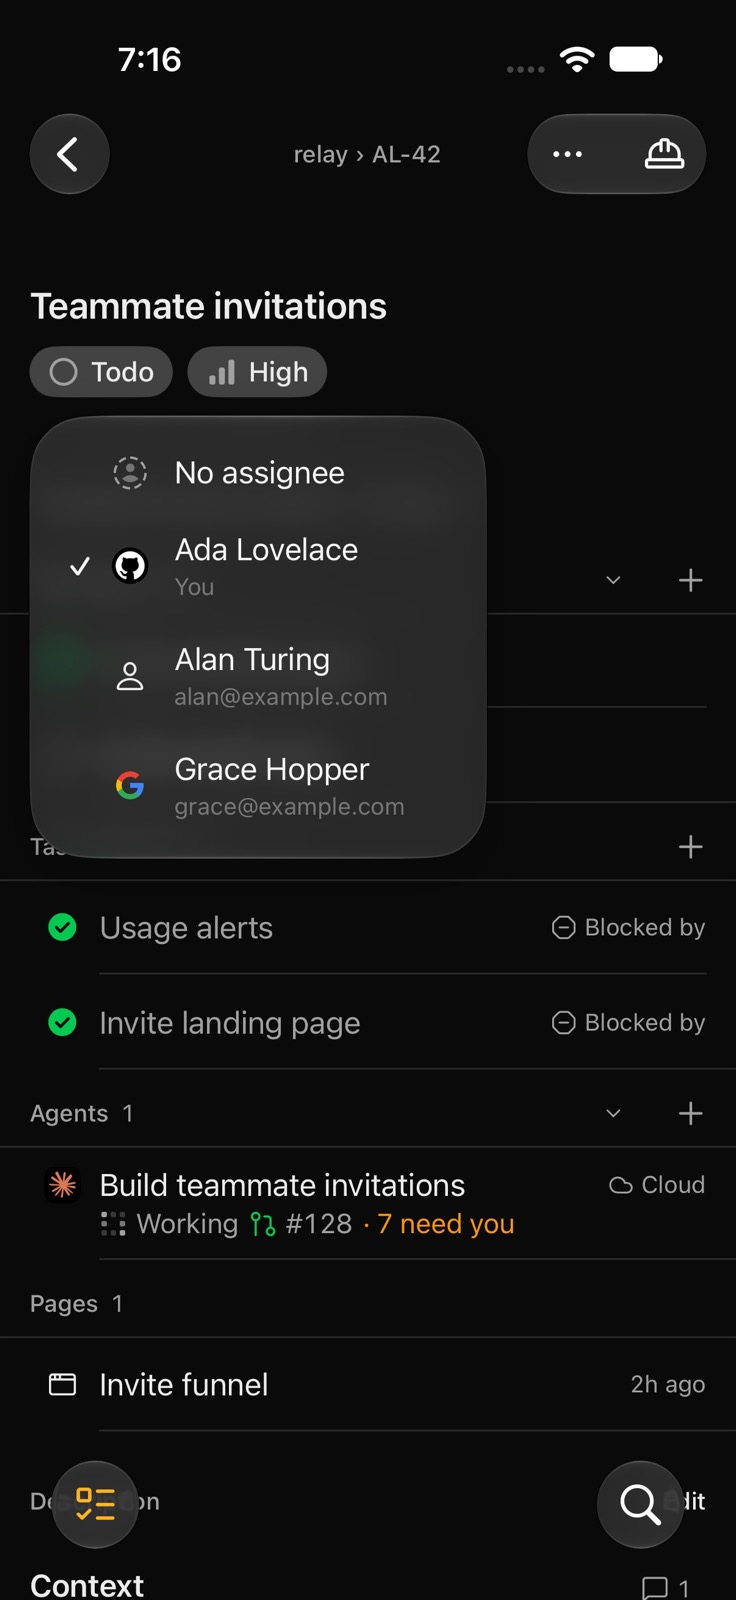 7:16
relay › AL-42
Teammate invitations
Todo
High
No assignee
Ada Lovelace
You
Alan Turing
alan@example.com
Grace Hopper
grace@example.com
Usage alerts
Blocked by
Invite landing page
Blocked by
Agents 1
Build teammate invitations
Cloud
Working #128 · 7 need you
Pages 1
Invite funnel
2h ago
Context
1